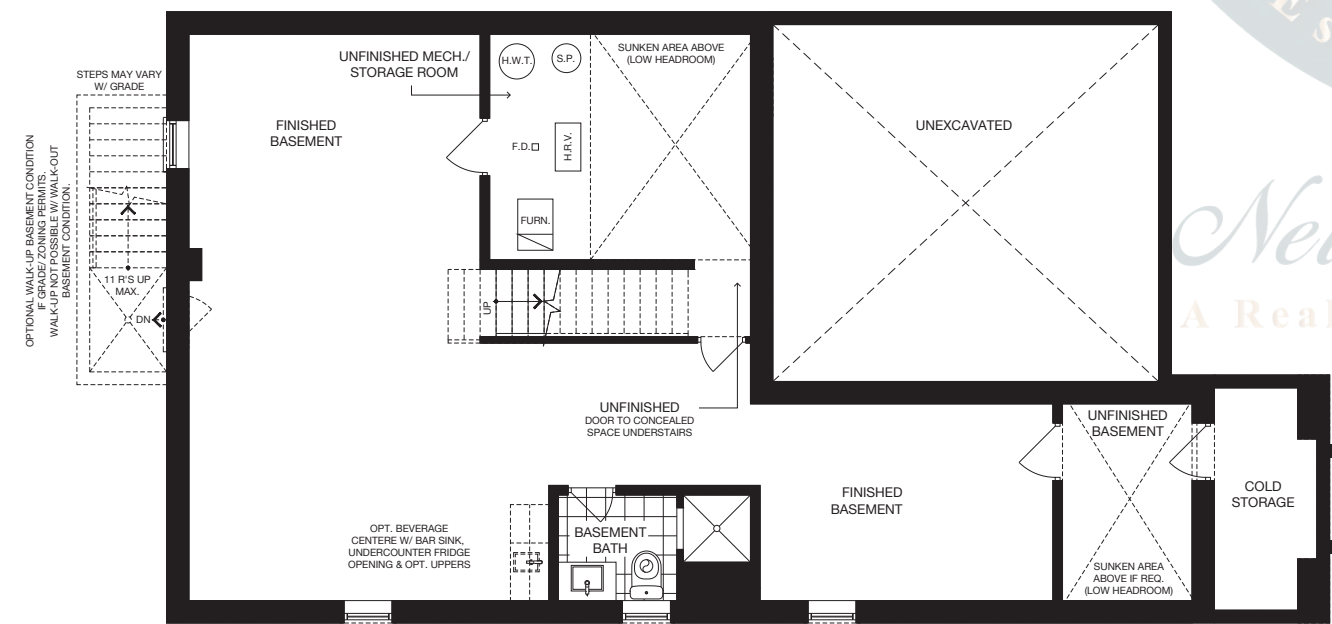 STEPS MAY VARY
W/ GRADE
OPTIONAL WALK-UP BASEMENT CONDITION
IF GRADE/ ZONING PERMITS.
WALK-UP NOT POSSIBLE W/ WALK-OUT
BASEMENT CONDITION.
11 R'S UP
MAX.
DN
FINISHED
BASEMENT
UNFINISHED MECH./
STORAGE ROOM
H.W.T.
S.P.
SUNKEN AREA ABOVE
(LOW HEADROOM)
F.D.
H.R.V.
FURN.
UP
UNEXCAVATED
UNFINISHED
DOOR TO CONCEALED
SPACE UNDERSTAIRS
OPT. BEVERAGE
CENTERE W/ BAR SINK,
UNDERCOUNTER FRIDGE
OPENING & OPT. UPPERS
BASEMENT
BATH
FINISHED
BASEMENT
UNFINISHED
BASEMENT
SUNKEN AREA
ABOVE IF REQ.
(LOW HEADROOM)
COLD
STORAGE
A Real